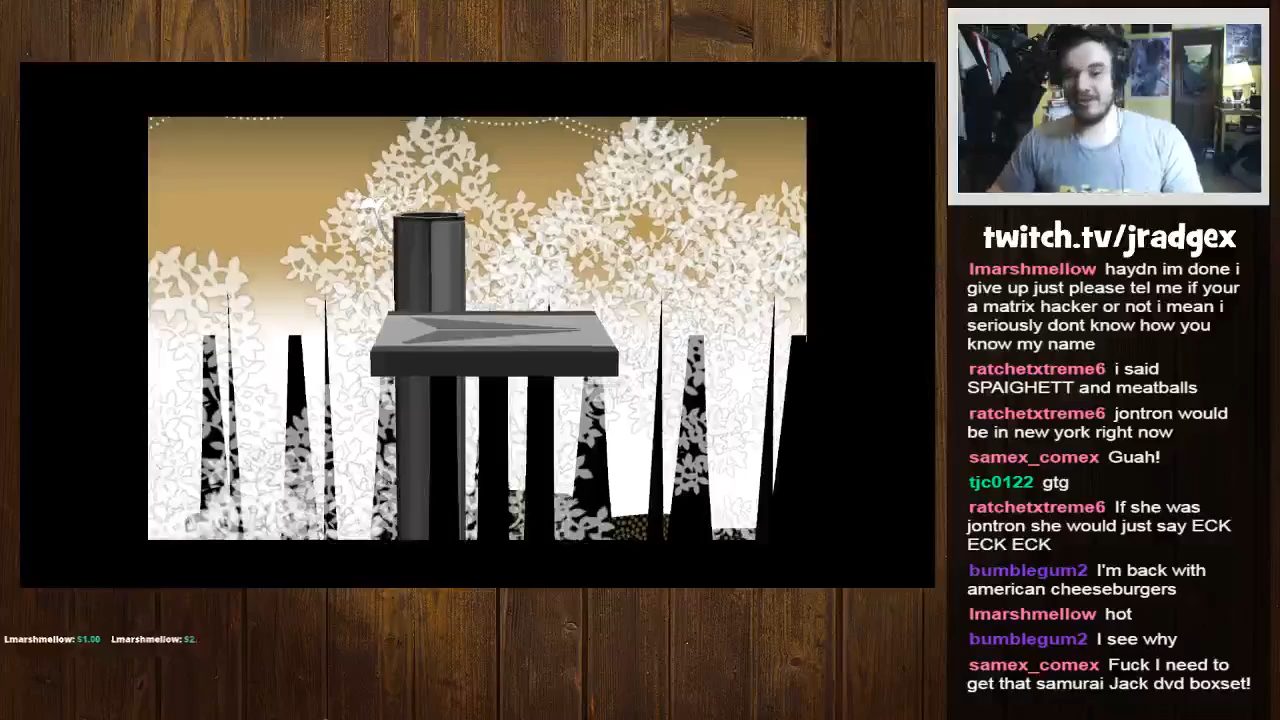 twitch.tv/jradgex
lmarshmellow haydn im done i
give up just please tel me if your
a matrix hacker or not i mean i
seriously dont know how you
know my name
ratchetxtreme6 i said
SPAIGHETT and meatballs
ratchetxtreme6 jontron would
be in new york right now
samex_comex Guah!
tjc0122 gtg
ratchetxtreme6 If she was
jontron she would just say ECK
ECK ECK
bumblegum2 I'm back with
american cheeseburgers
lmarshmellow hot
bumblegum2 I see why
samex_comex Fuck I need to
get that samurai Jack dvd boxset!
Lmarshmellow: $1.00 Lmarshmellow: $2.